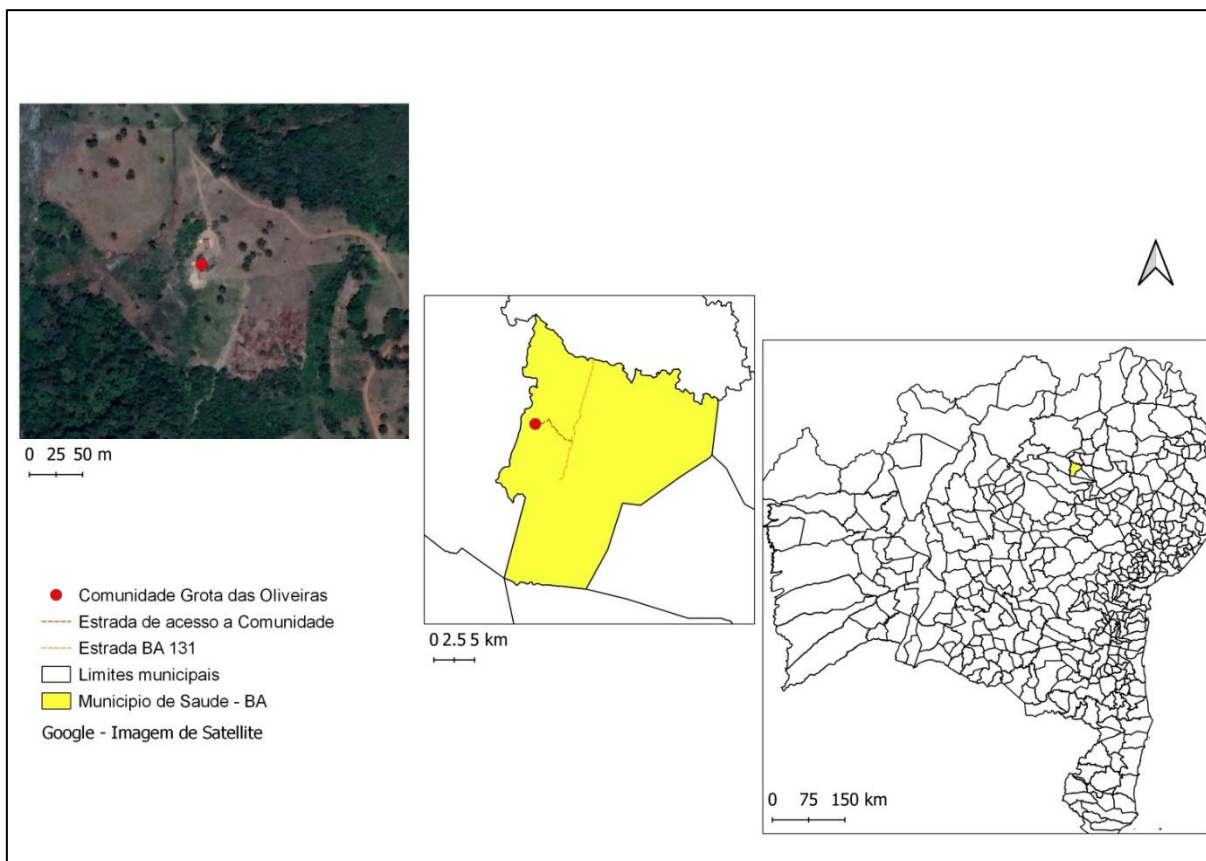 0 25 50 m
0 2.5 5 km
0 75 150 km
Comunidade Grota das Oliveiras
Estrada de acesso a Comunidade
Estrada BA 131
Limites municipais
Municipio de Saude - BA
Google - Imagem de Satellite